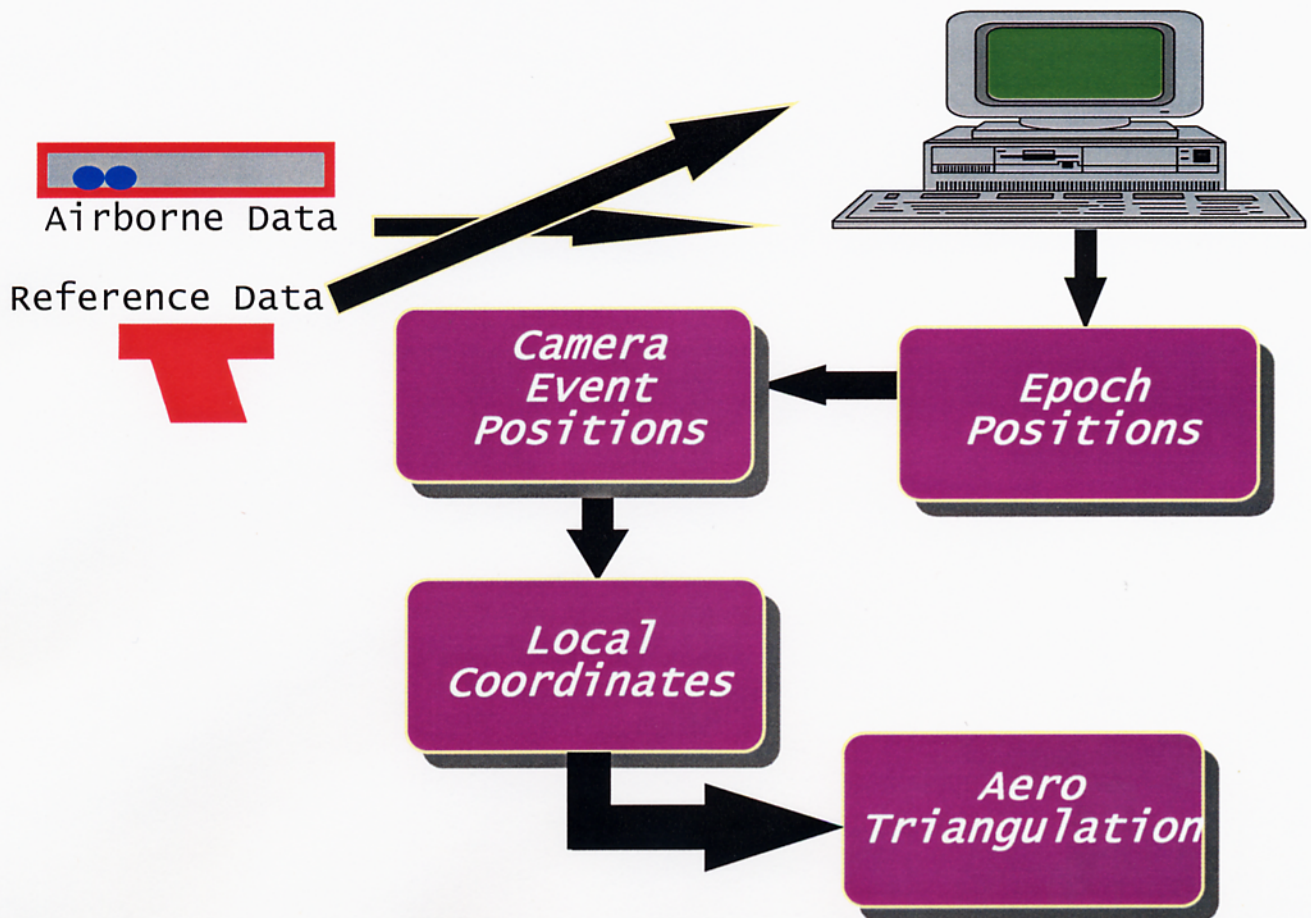 Airborne Data
Reference Data
Camera
Event
Positions
Epoch
Positions
Local
Coordinates
Aero
Triangulation